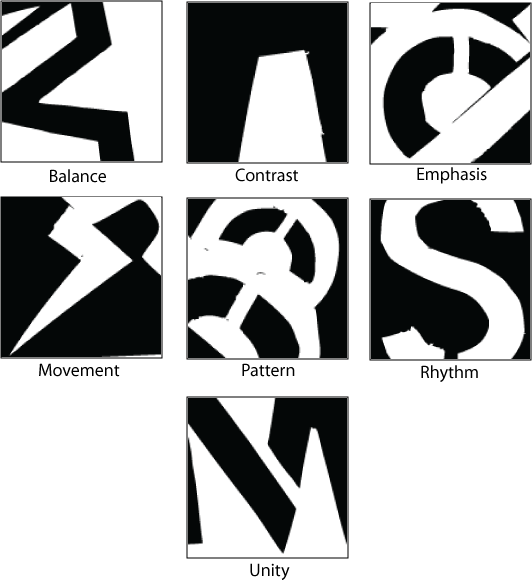 Balance
Contrast
Emphasis
Movement
Pattern
Rhythm
Unity